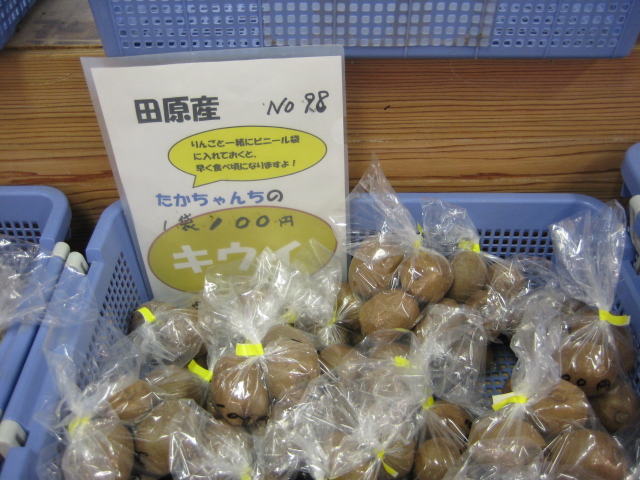 田原産 No 98
りんごと一緒にビニール袋
に入れておくと、
早く食べ頃になりますよ！
たかちゃんちの
1袋100円
キウイ